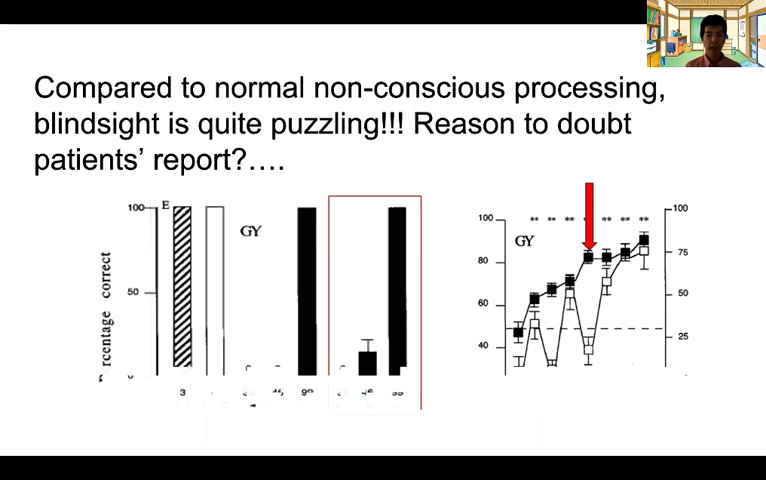 Compared to normal non-conscious processing,
blindsight is quite puzzling!!! Reason to doubt
patients' report?....
100
E
GY
50
rcentage correct
3
100
80
60
40
GY
** ** ** ** ** **
100
75
50
25